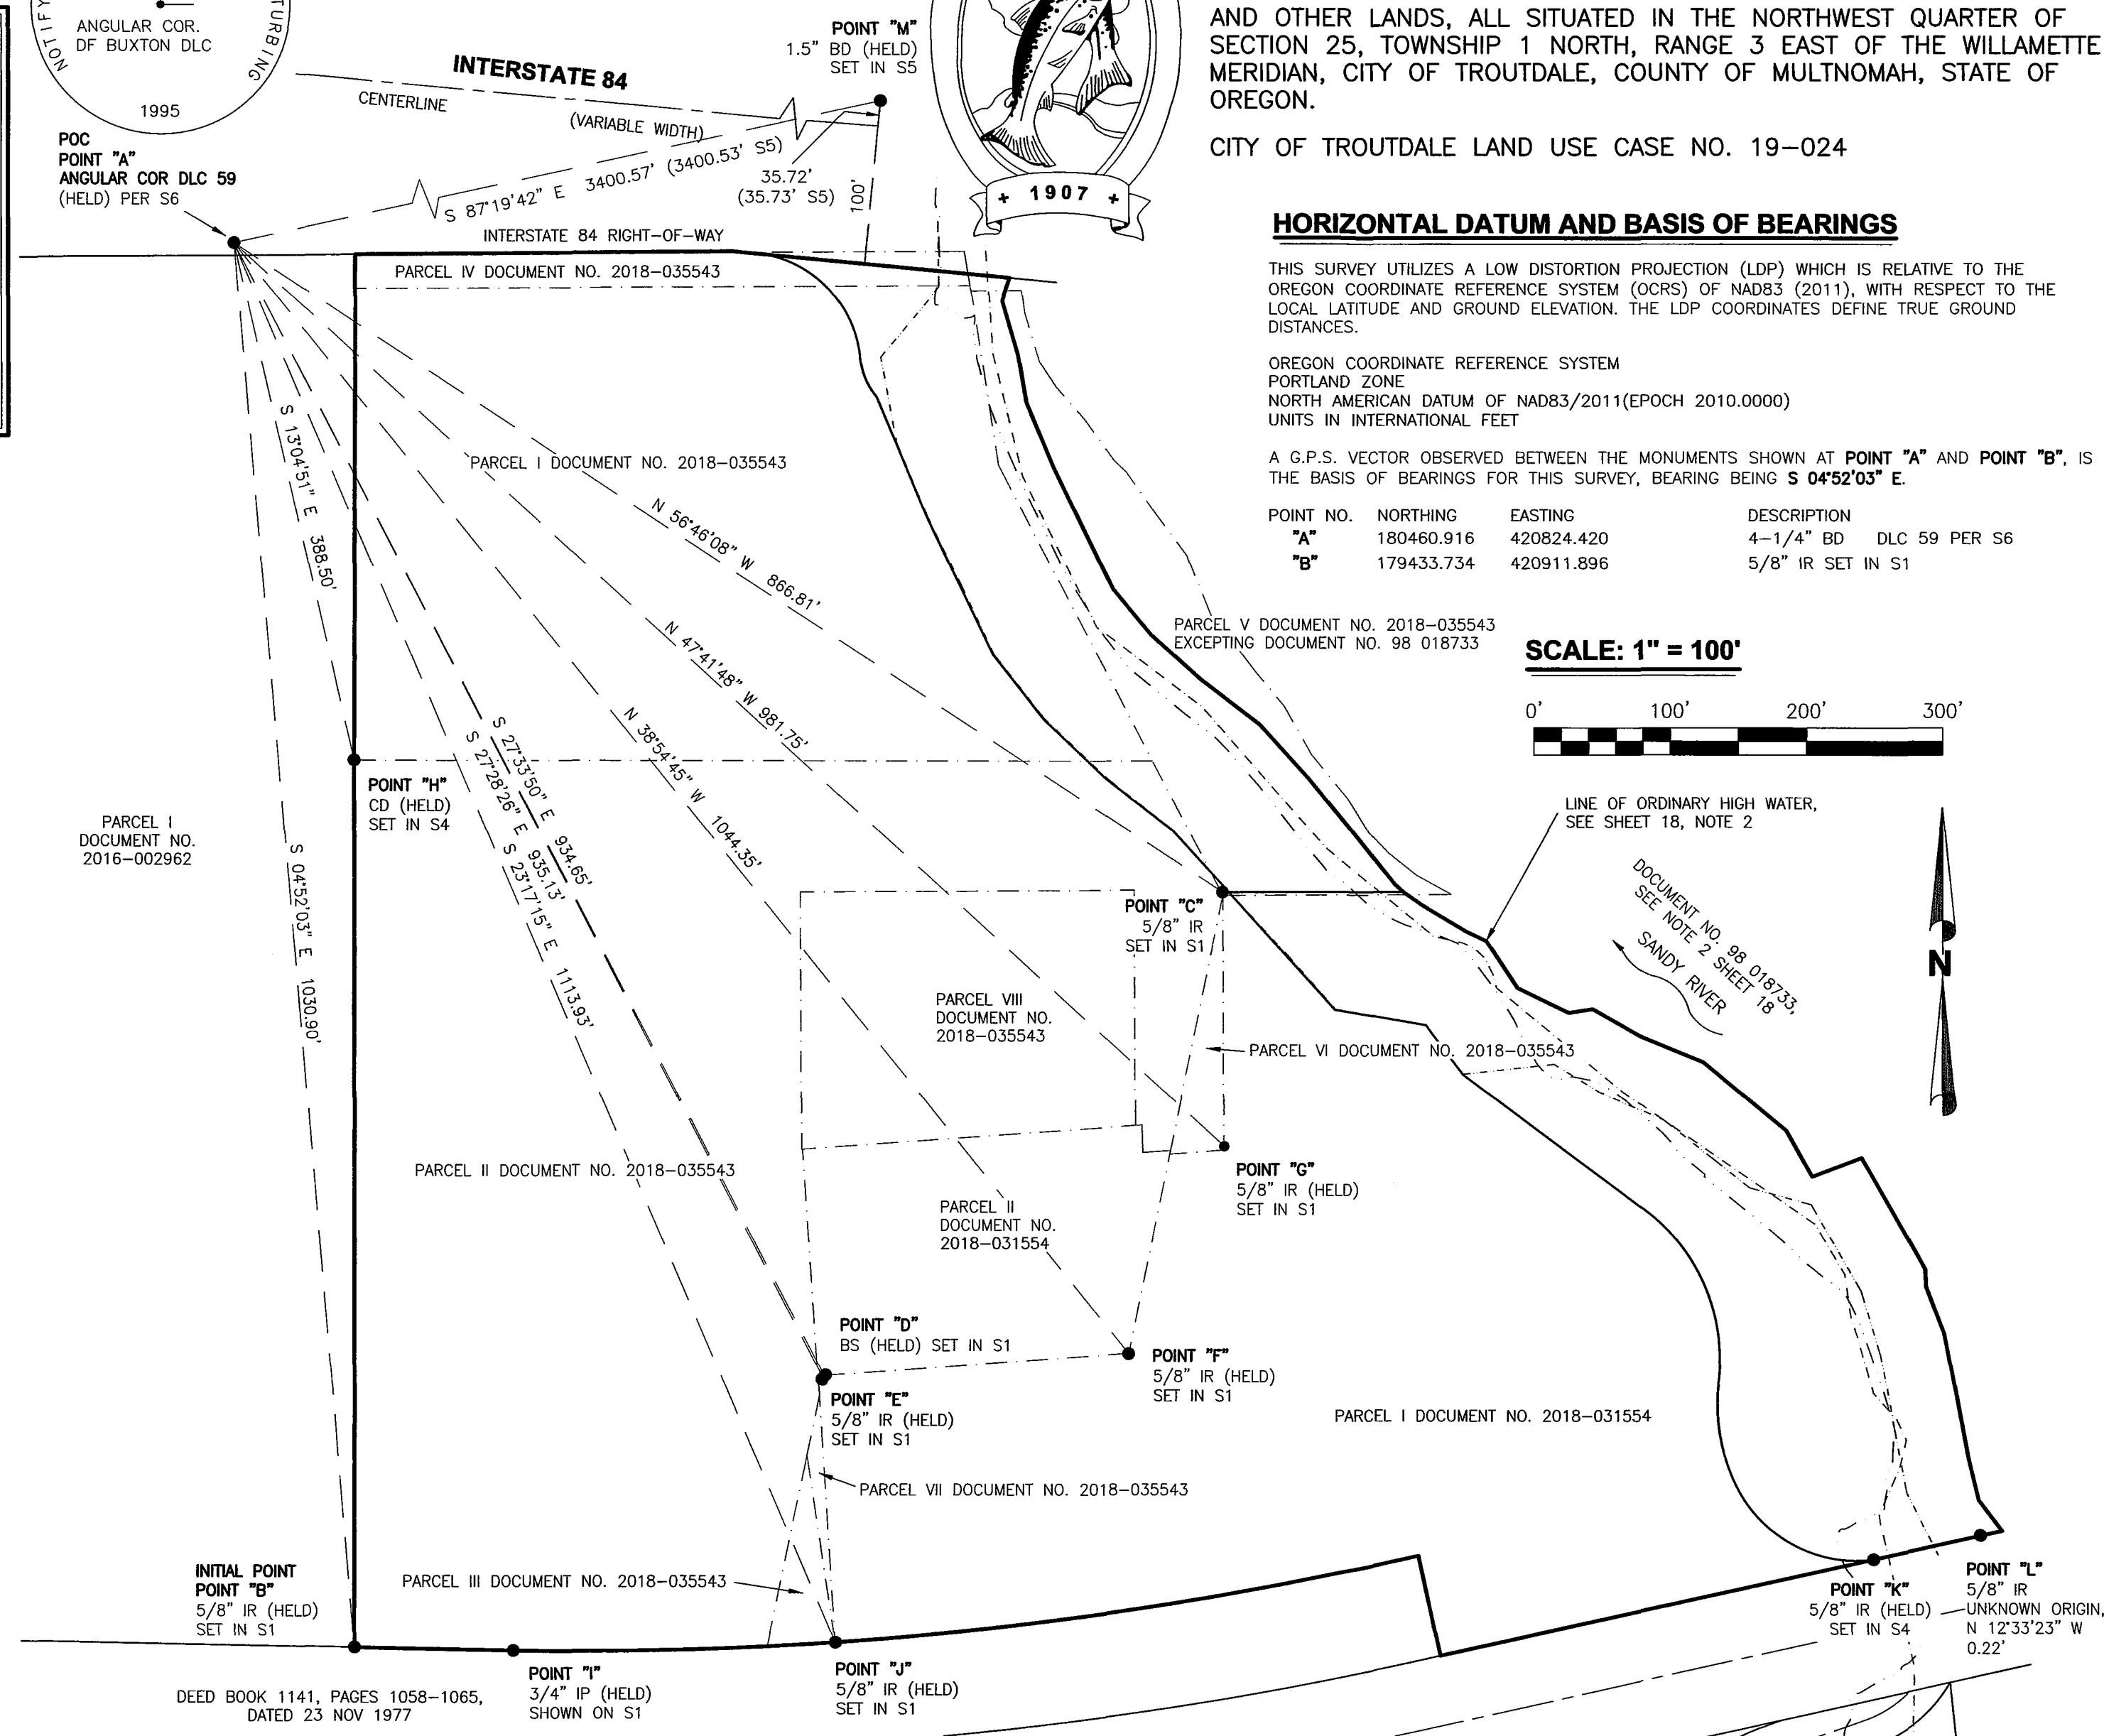 NOTIFY
URBING
ANGULAR COR.
DF BUXTON DLC
1995
POC
POINT "A"
ANGULAR COR DLC 59
(HELD) PER S6
INTERSTATE 84
CENTERLINE
(VARIABLE WIDTH)
S 87°19'42" E 3400.57' (3400.53' S5)
POINT "M"
1.5" BD (HELD)
SET IN S5
35.72'
(35.73' S5)
100'
+ 1907 +
AND OTHER LANDS, ALL SITUATED IN THE NORTHWEST QUARTER OF
SECTION 25, TOWNSHIP 1 NORTH, RANGE 3 EAST OF THE WILLAMETTE
MERIDIAN, CITY OF TROUTDALE, COUNTY OF MULTNOMAH, STATE OF
OREGON.
CITY OF TROUTDALE LAND USE CASE NO. 19-024
HORIZONTAL DATUM AND BASIS OF BEARINGS
THIS SURVEY UTILIZES A LOW DISTORTION PROJECTION (LDP) WHICH IS RELATIVE TO THE
OREGON COORDINATE REFERENCE SYSTEM (OCRS) OF NAD83 (2011), WITH RESPECT TO THE
LOCAL LATITUDE AND GROUND ELEVATION. THE LDP COORDINATES DEFINE TRUE GROUND
DISTANCES.
OREGON COORDINATE REFERENCE SYSTEM
PORTLAND ZONE
NORTH AMERICAN DATUM OF NAD83/2011(EPOCH 2010.0000)
UNITS IN INTERNATIONAL FEET
A G.P.S. VECTOR OBSERVED BETWEEN THE MONUMENTS SHOWN AT POINT "A" AND POINT "B", IS
THE BASIS OF BEARINGS FOR THIS SURVEY, BEARING BEING S 04°52'03" E.
POINT NO. NORTHING EASTING DESCRIPTION
"A" 180460.916 420824.420 4-1/4" BD DLC 59 PER S6
"B" 179433.734 420911.896 5/8" IR SET IN S1
SCALE: 1" = 100'
0' 100' 200' 300'
INTERSTATE 84 RIGHT-OF-WAY
PARCEL IV DOCUMENT NO. 2018-035543
PARCEL I DOCUMENT NO. 2018-035543
S 13°04'51" E 388.50'
N 56°46'08" W 866.81'
N 47°41'48" W 981.75'
N 38°54'45" W 1044.35'
S 27°33'50" E 934.65'
S 27°28'26" E 935.13'
S 23°17'15" E 1113.93'
S 04°52'03" E 1030.90'
PARCEL V DOCUMENT NO. 2018-035543
EXCEPTING DOCUMENT NO. 98 018733
LINE OF ORDINARY HIGH WATER,
SEE SHEET 18, NOTE 2
DOCUMENT NO. 98 018733,
SEE NOTE 2 SHEET 18
SANDY RIVER
N
POINT "H"
CD (HELD)
SET IN S4
PARCEL I
DOCUMENT NO.
2016-002962
POINT "C"
5/8" IR
SET IN S1
PARCEL VIII
DOCUMENT NO.
2018-035543
PARCEL VI DOCUMENT NO. 2018-035543
PARCEL II DOCUMENT NO. 2018-035543
POINT "G"
5/8" IR (HELD)
SET IN S1
PARCEL II
DOCUMENT NO.
2018-031554
POINT "D"
BS (HELD) SET IN S1
POINT "F"
5/8" IR (HELD)
SET IN S1
POINT "E"
5/8" IR (HELD)
SET IN S1
PARCEL I DOCUMENT NO. 2018-031554
PARCEL VII DOCUMENT NO. 2018-035543
PARCEL III DOCUMENT NO. 2018-035543
INITIAL POINT
POINT "B"
5/8" IR (HELD)
SET IN S1
POINT "I"
3/4" IP (HELD)
SHOWN ON S1
POINT "J"
5/8" IR (HELD)
SET IN S1
POINT "K"
5/8" IR (HELD)
SET IN S4
POINT "L"
5/8" IR
UNKNOWN ORIGIN,
N 12°33'23" W
0.22'
DEED BOOK 1141, PAGES 1058-1065,
DATED 23 NOV 1977